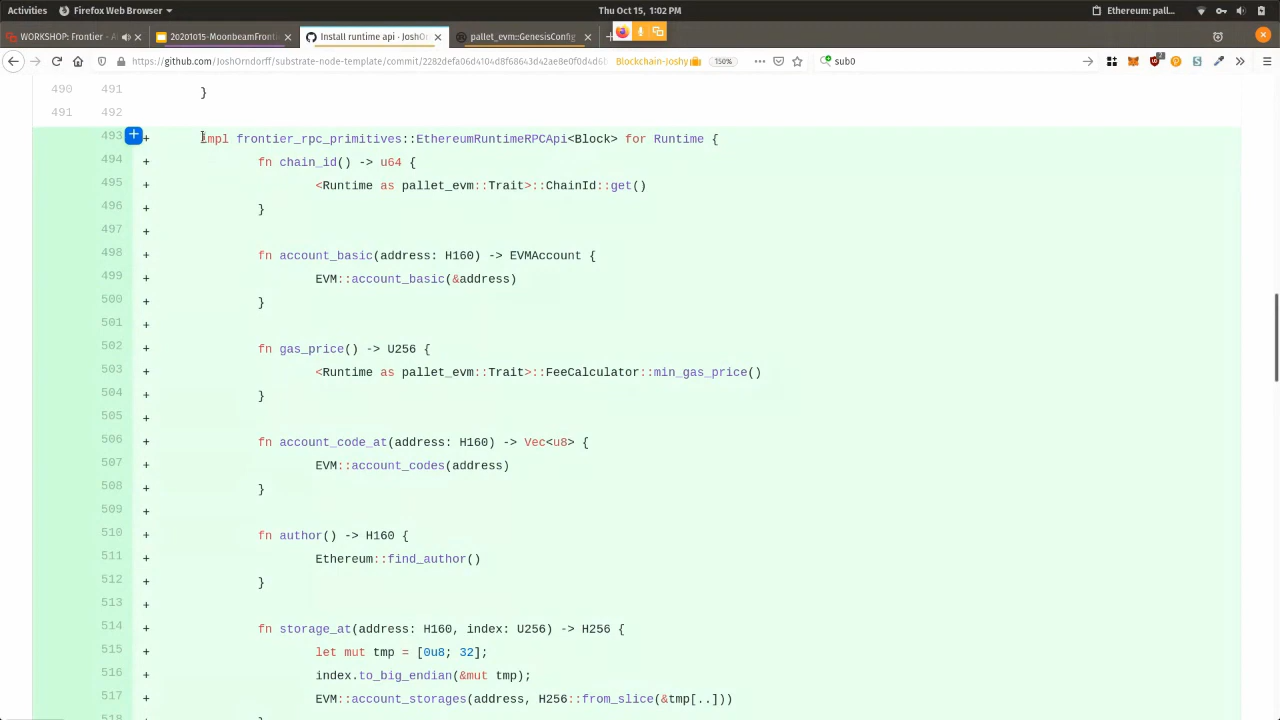 Activities Firefox Web Browser Thu Oct 15, 1:02 PM Ethereum: pall…
WORKSHOP: Frontier - A 20201015-MoonbeamFronti Install runtime api · JoshOrn pallet_evm::GenesisConfig
https://github.com/JoshOrndorff/substrate-node-template/commit/2282defa06d4104d8f68643d42ae8e0f0d4d6b Blockchain-Joshy 150% sub0
490 491 }
491 492
493 + impl frontier_rpc_primitives::EthereumRuntimeRPCApi<Block> for Runtime {
494 + fn chain_id() -> u64 {
495 + <Runtime as pallet_evm::Trait>::ChainId::get()
496 + }
497 +
498 + fn account_basic(address: H160) -> EVMAccount {
499 + EVM::account_basic(&address)
500 + }
501 +
502 + fn gas_price() -> U256 {
503 + <Runtime as pallet_evm::Trait>::FeeCalculator::min_gas_price()
504 + }
505 +
506 + fn account_code_at(address: H160) -> Vec<u8> {
507 + EVM::account_codes(address)
508 + }
509 +
510 + fn author() -> H160 {
511 + Ethereum::find_author()
512 + }
513 +
514 + fn storage_at(address: H160, index: U256) -> H256 {
515 + let mut tmp = [0u8; 32];
516 + index.to_big_endian(&mut tmp);
517 + EVM::account_storages(address, H256::from_slice(&tmp[..]))
518 + }